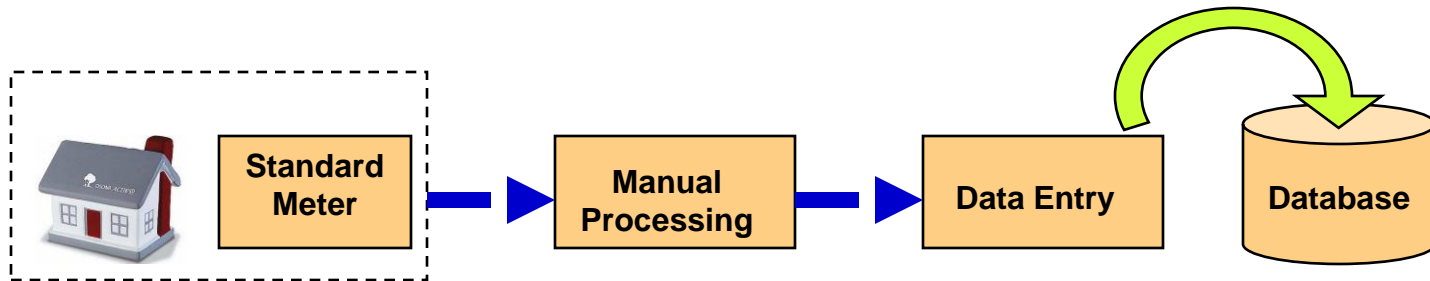 Standard
Meter
Manual
Processing
Data Entry
Database